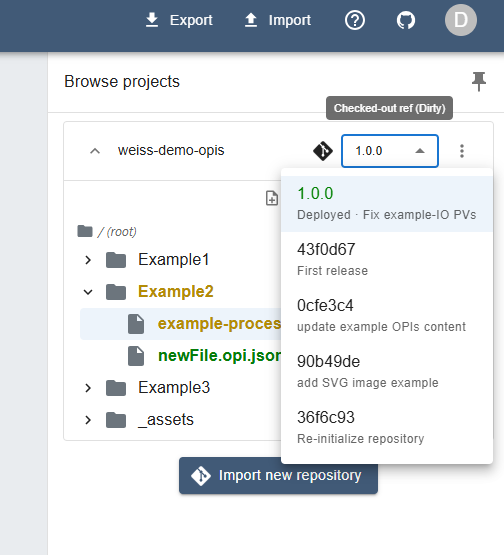 Export Import D
Browse projects
Checked-out ref (Dirty)
weiss-demo-opis 1.0.0
1.0.0
Deployed · Fix example-IO PVs
/ (root)
43f0d67
Example1
First release
Example2
0cfe3c4
example-proces
update example OPIs content
newFile.opi.json
90b49de
Example3
add SVG image example
_assets
36f6c93
Re-initialize repository
Import new repository